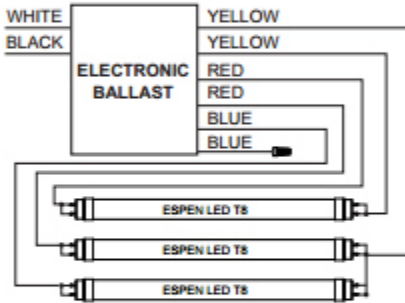 WHITE
BLACK
ELECTRONIC
BALLAST
YELLOW
YELLOW
RED
RED
BLUE
BLUE
ESPEN LED T8
ESPEN LED T8
ESPEN LED T8